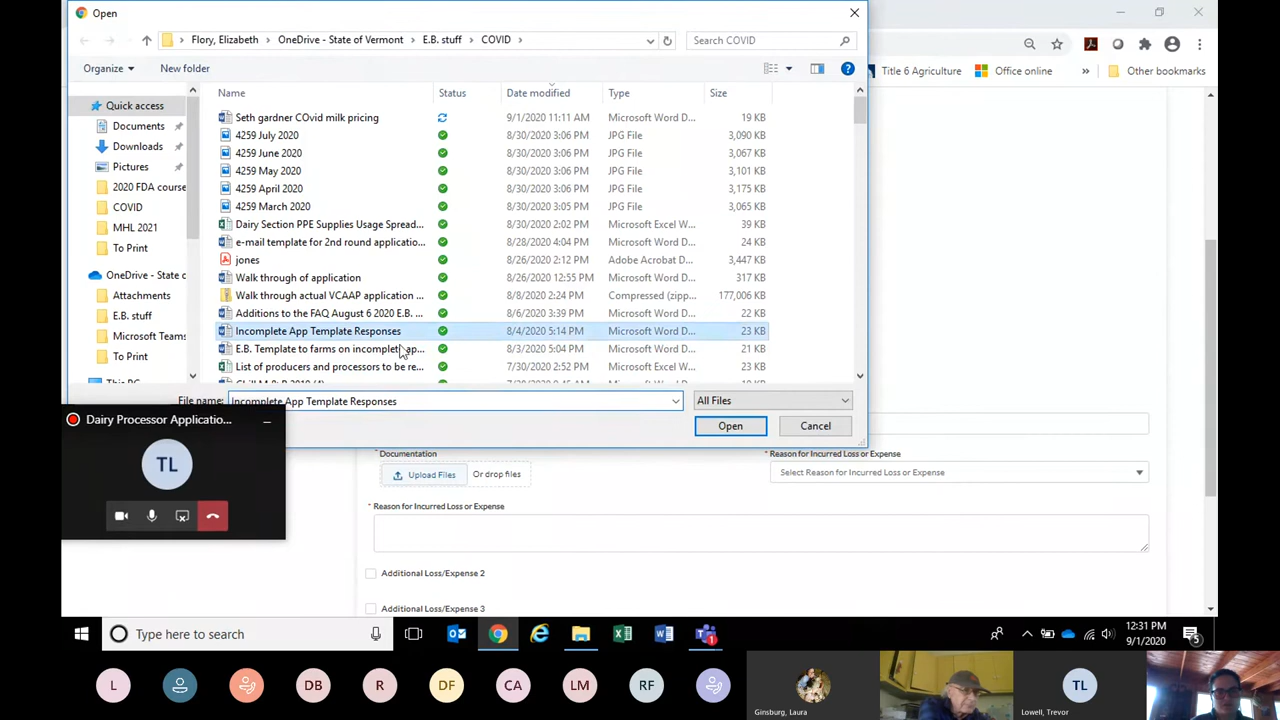 Open
Flory, Elizabeth > OneDrive - State of Vermont > E.B. stuff > COVID >
Search COVID
Organize
New folder
Title 6 Agriculture
Office online
»
Other bookmarks
Name
Status
Date modified
Type
Size
Quick access
Documents
Downloads
Pictures
2020 FDA course
COVID
MHL 2021
To Print
OneDrive - State o
Attachments
E.B. stuff
Microsoft Teams
To Print
Seth gardner COvid milk pricing 9/1/2020 11:11 AM Microsoft Word D... 19 KB
4259 July 2020 8/30/2020 3:06 PM JPG File 3,090 KB
4259 June 2020 8/30/2020 3:06 PM JPG File 3,067 KB
4259 May 2020 8/30/2020 3:06 PM JPG File 3,101 KB
4259 April 2020 8/30/2020 3:06 PM JPG File 3,175 KB
4259 March 2020 8/30/2020 3:05 PM JPG File 3,065 KB
Dairy Section PPE Supplies Usage Spread... 8/30/2020 2:02 PM Microsoft Excel W... 39 KB
e-mail template for 2nd round applicatio... 8/28/2020 4:04 PM Microsoft Word D... 24 KB
jones 8/26/2020 2:12 PM Adobe Acrobat D... 3,447 KB
Walk through of application 8/26/2020 12:55 PM Microsoft Word D... 317 KB
Walk through actual VCAAP application ... 8/8/2020 2:24 PM Compressed (zipp... 177,006 KB
Additions to the FAQ August 6 2020 E.B. ... 8/6/2020 3:39 PM Microsoft Word D... 22 KB
Incomplete App Template Responses 8/4/2020 5:14 PM Microsoft Word D... 23 KB
E.B. Template to farms on incomplete ap... 8/3/2020 5:04 PM Microsoft Word D... 21 KB
List of producers and processors to be re... 7/30/2020 2:52 PM Microsoft Excel W... 23 KB
File name: Incomplete App Template Responses
All Files
Open
Cancel
Dairy Processor Applicatio...
TL
Documentation
Upload Files
Or drop files
* Reason for Incurred Loss or Expense
Select Reason for Incurred Loss or Expense
* Reason for Incurred Loss or Expense
Additional Loss/Expense 2
Additional Loss/Expense 3
Type here to search
12:31 PM
9/1/2020
L
DB
R
DF
CA
LM
RF
TL
Ginsburg, Laura
Lowell, Trevor